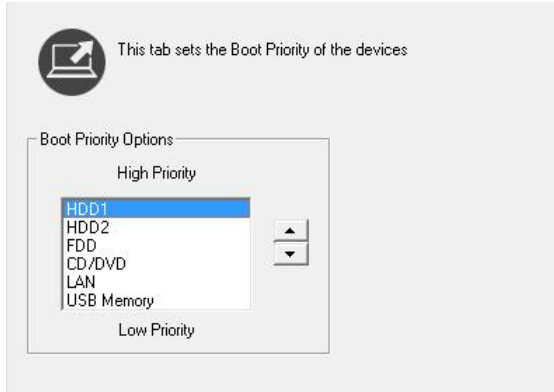 This tab sets the Boot Priority of the devices
Boot Priority Options
High Priority
HDD1
HDD2
FDD
CD/DVD
LAN
USB Memory
Low Priority